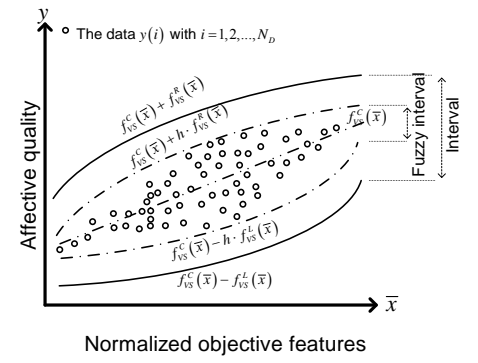 y
The data y(i) with i=1,2,...,N_D
f_VS^C(x̅)+f_VS^R(x̅)
f_VS^C(x̅)+h·f_VS^R(x̅)
f_VS^C(x̅)
Fuzzy interval
Interval
Affective quality
f_VS^C(x̅)−h·f_VS^L(x̅)
f_VS^C(x̅)−f_VS^L(x̅)
x̅
Normalized objective features